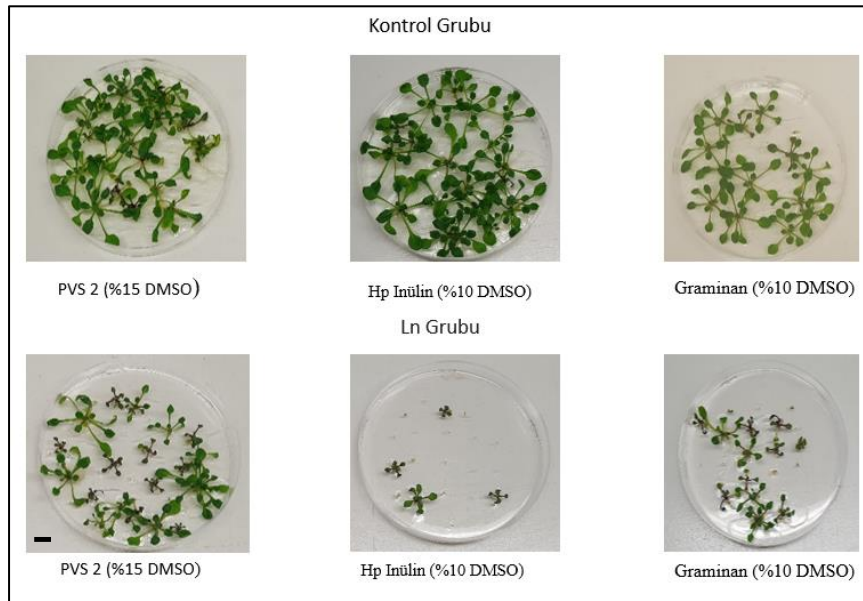 Kontrol Grubu
PVS 2 (%15 DMSO)
Hp Inülin (%10 DMSO)
Graminan (%10 DMSO)
Ln Grubu
PVS 2 (%15 DMSO)
Hp Inülin (%10 DMSO)
Graminan (%10 DMSO)